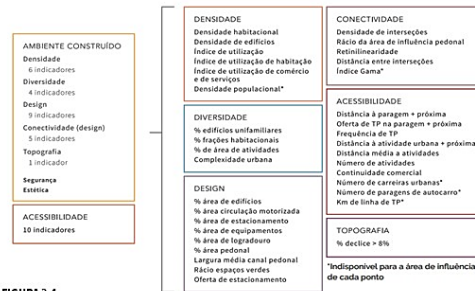 AMBIENTE CONSTRUÍDO
Densidade
6 indicadores
Diversidade
4 indicadores
Design
9 indicadores
Conectividade (design)
5 indicadores
Topografia
1 indicador
Segurança
Estética
ACESSIBILIDADE
10 indicadores
DENSIDADE
Densidade habitacional
Densidade de edifícios
Índice de utilização
Índice de utilização de habitação
Índice de utilização de comércio
e de serviços
Densidade populacional*
DIVERSIDADE
% edifícios unifamiliares
% frações habitacionais
% de área de atividades
Complexidade urbana
DESIGN
% área de edifícios
% área circulação motorizada
% área de estacionamento
% área de equipamentos
% área de logradouro
% área pedonal
Largura média canal pedonal
Rácio espaços verdes
Oferta de estacionamento
CONECTIVIDADE
Densidade de interseções
Rácio da área de influência pedonal
Retilinearidade
Distância entre interseções
Índice Gama*
ACESSIBILIDADE
Distância à paragem + próxima
Oferta de TP na paragem + próxima
Frequência de TP
Distância à atividade urbana + próxima
Distância média a atividades
Número de atividades
Continuidade comercial
Número de carreiras urbanas*
Número de paragens de autocarro*
Km de linha de TP*
TOPOGRAFIA
% declice > 8%
*Indisponível para a área de influência
de cada ponto